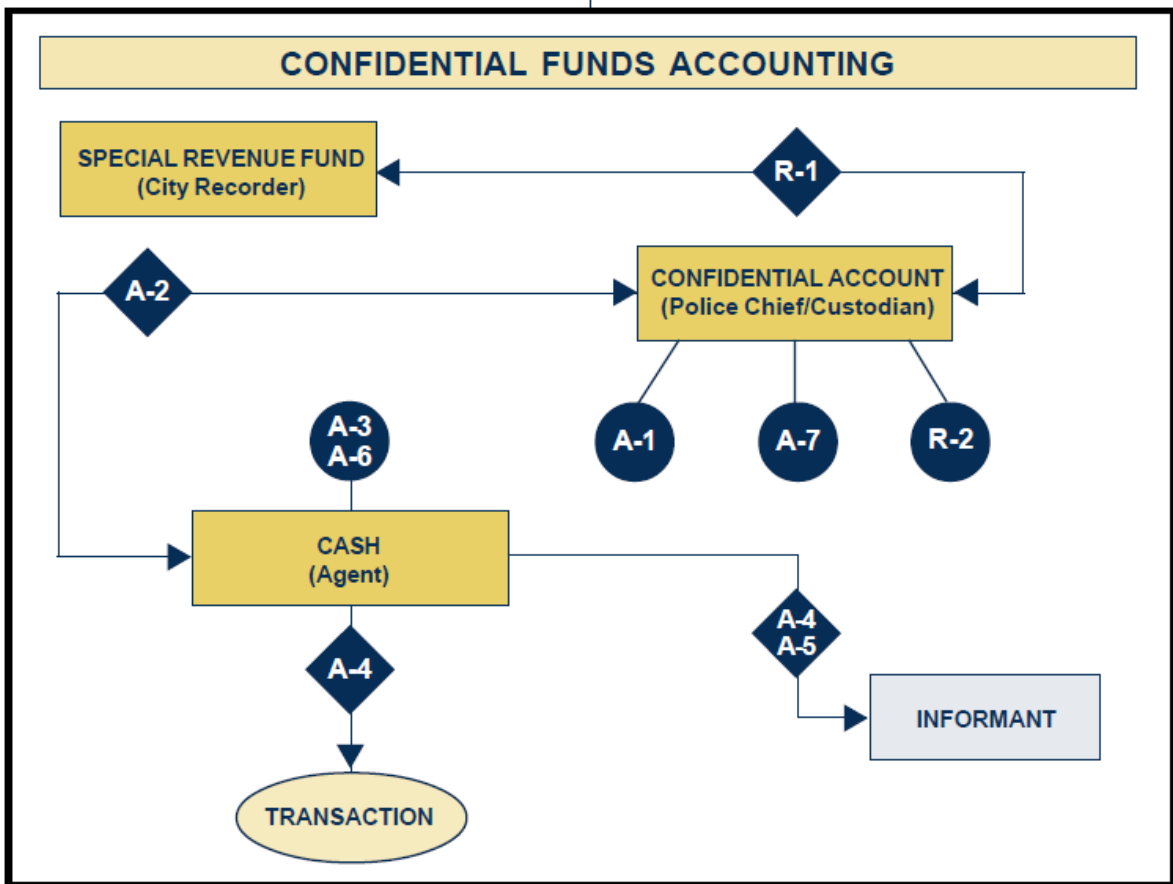 CONFIDENTIAL FUNDS ACCOUNTING
SPECIAL REVENUE FUND
(City Recorder)
R-1
A-2
CONFIDENTIAL ACCOUNT
(Police Chief/Custodian)
A-3
A-6
A-1
A-7
R-2
CASH
(Agent)
A-4
A-4
A-5
INFORMANT
TRANSACTION